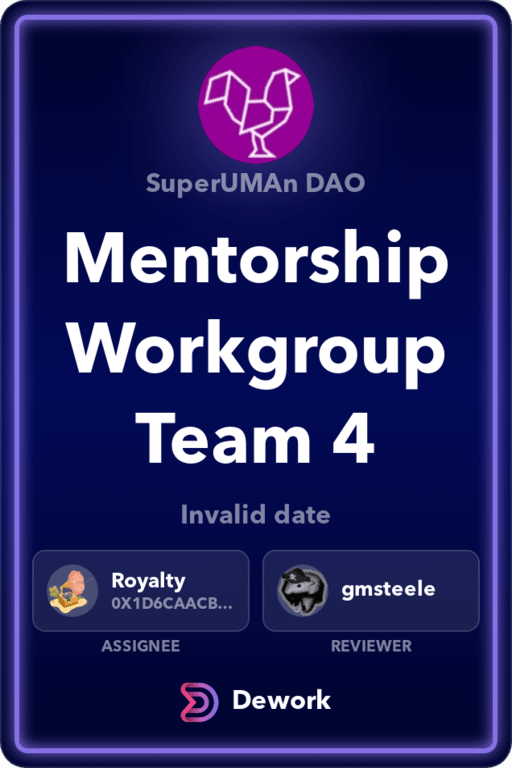 SuperUMAn DAO
Mentorship
Workgroup
Team 4
Invalid date
Royalty
0X1D6CAACB...
gmsteele
ASSIGNEE
REVIEWER
Dework